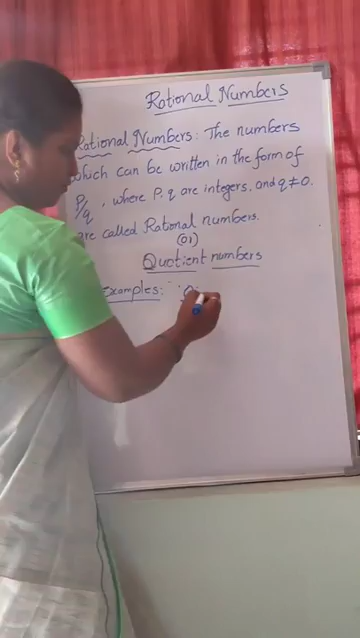 Rational Numbers
Rational Numbers: The numbers
which can be written in the form of
P/q, where P, q are integers, and q ≠ 0.
are called Rational numbers.
(or)
Quotient numbers
Examples: